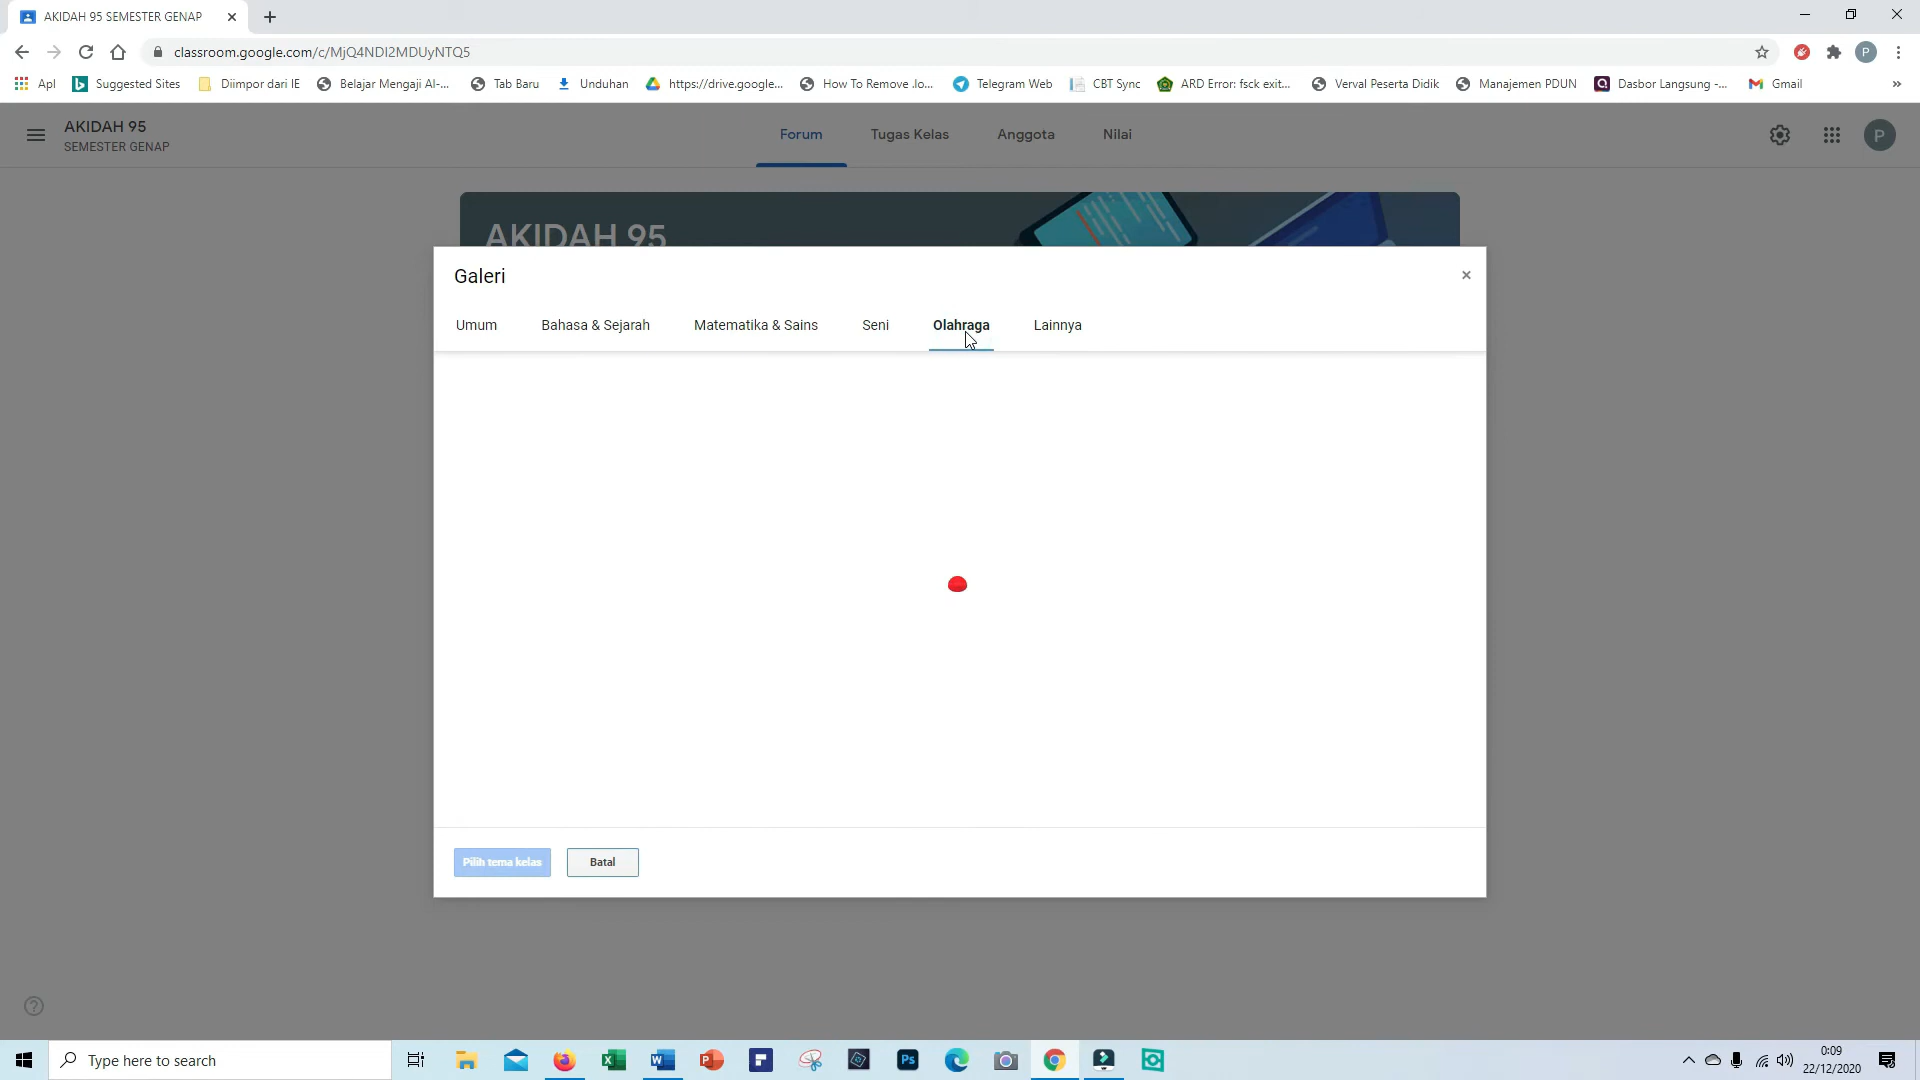 AKIDAH 95 SEMESTER GENAP
classroom.google.com/c/MjQ4NDI2MDUyNTQ5
P
Apl
Suggested Sites
Diimpor dari IE
Belajar Mengaji Al-...
Tab Baru
Unduhan
https://drive.google...
How To Remove .lo...
Telegram Web
CBT Sync
ARD Error: fsck exit...
Verval Peserta Didik
Manajemen PDUN
Dasbor Langsung -...
Gmail
»
AKIDAH 95
SEMESTER GENAP
Forum
Tugas Kelas
Anggota
Nilai
P
AKIDAH 95
Galeri
Umum
Bahasa & Sejarah
Matematika & Sains
Seni
Olahraga
Lainnya
Pilih tema kelas
Batal
Type here to search
0:09
22/12/2020